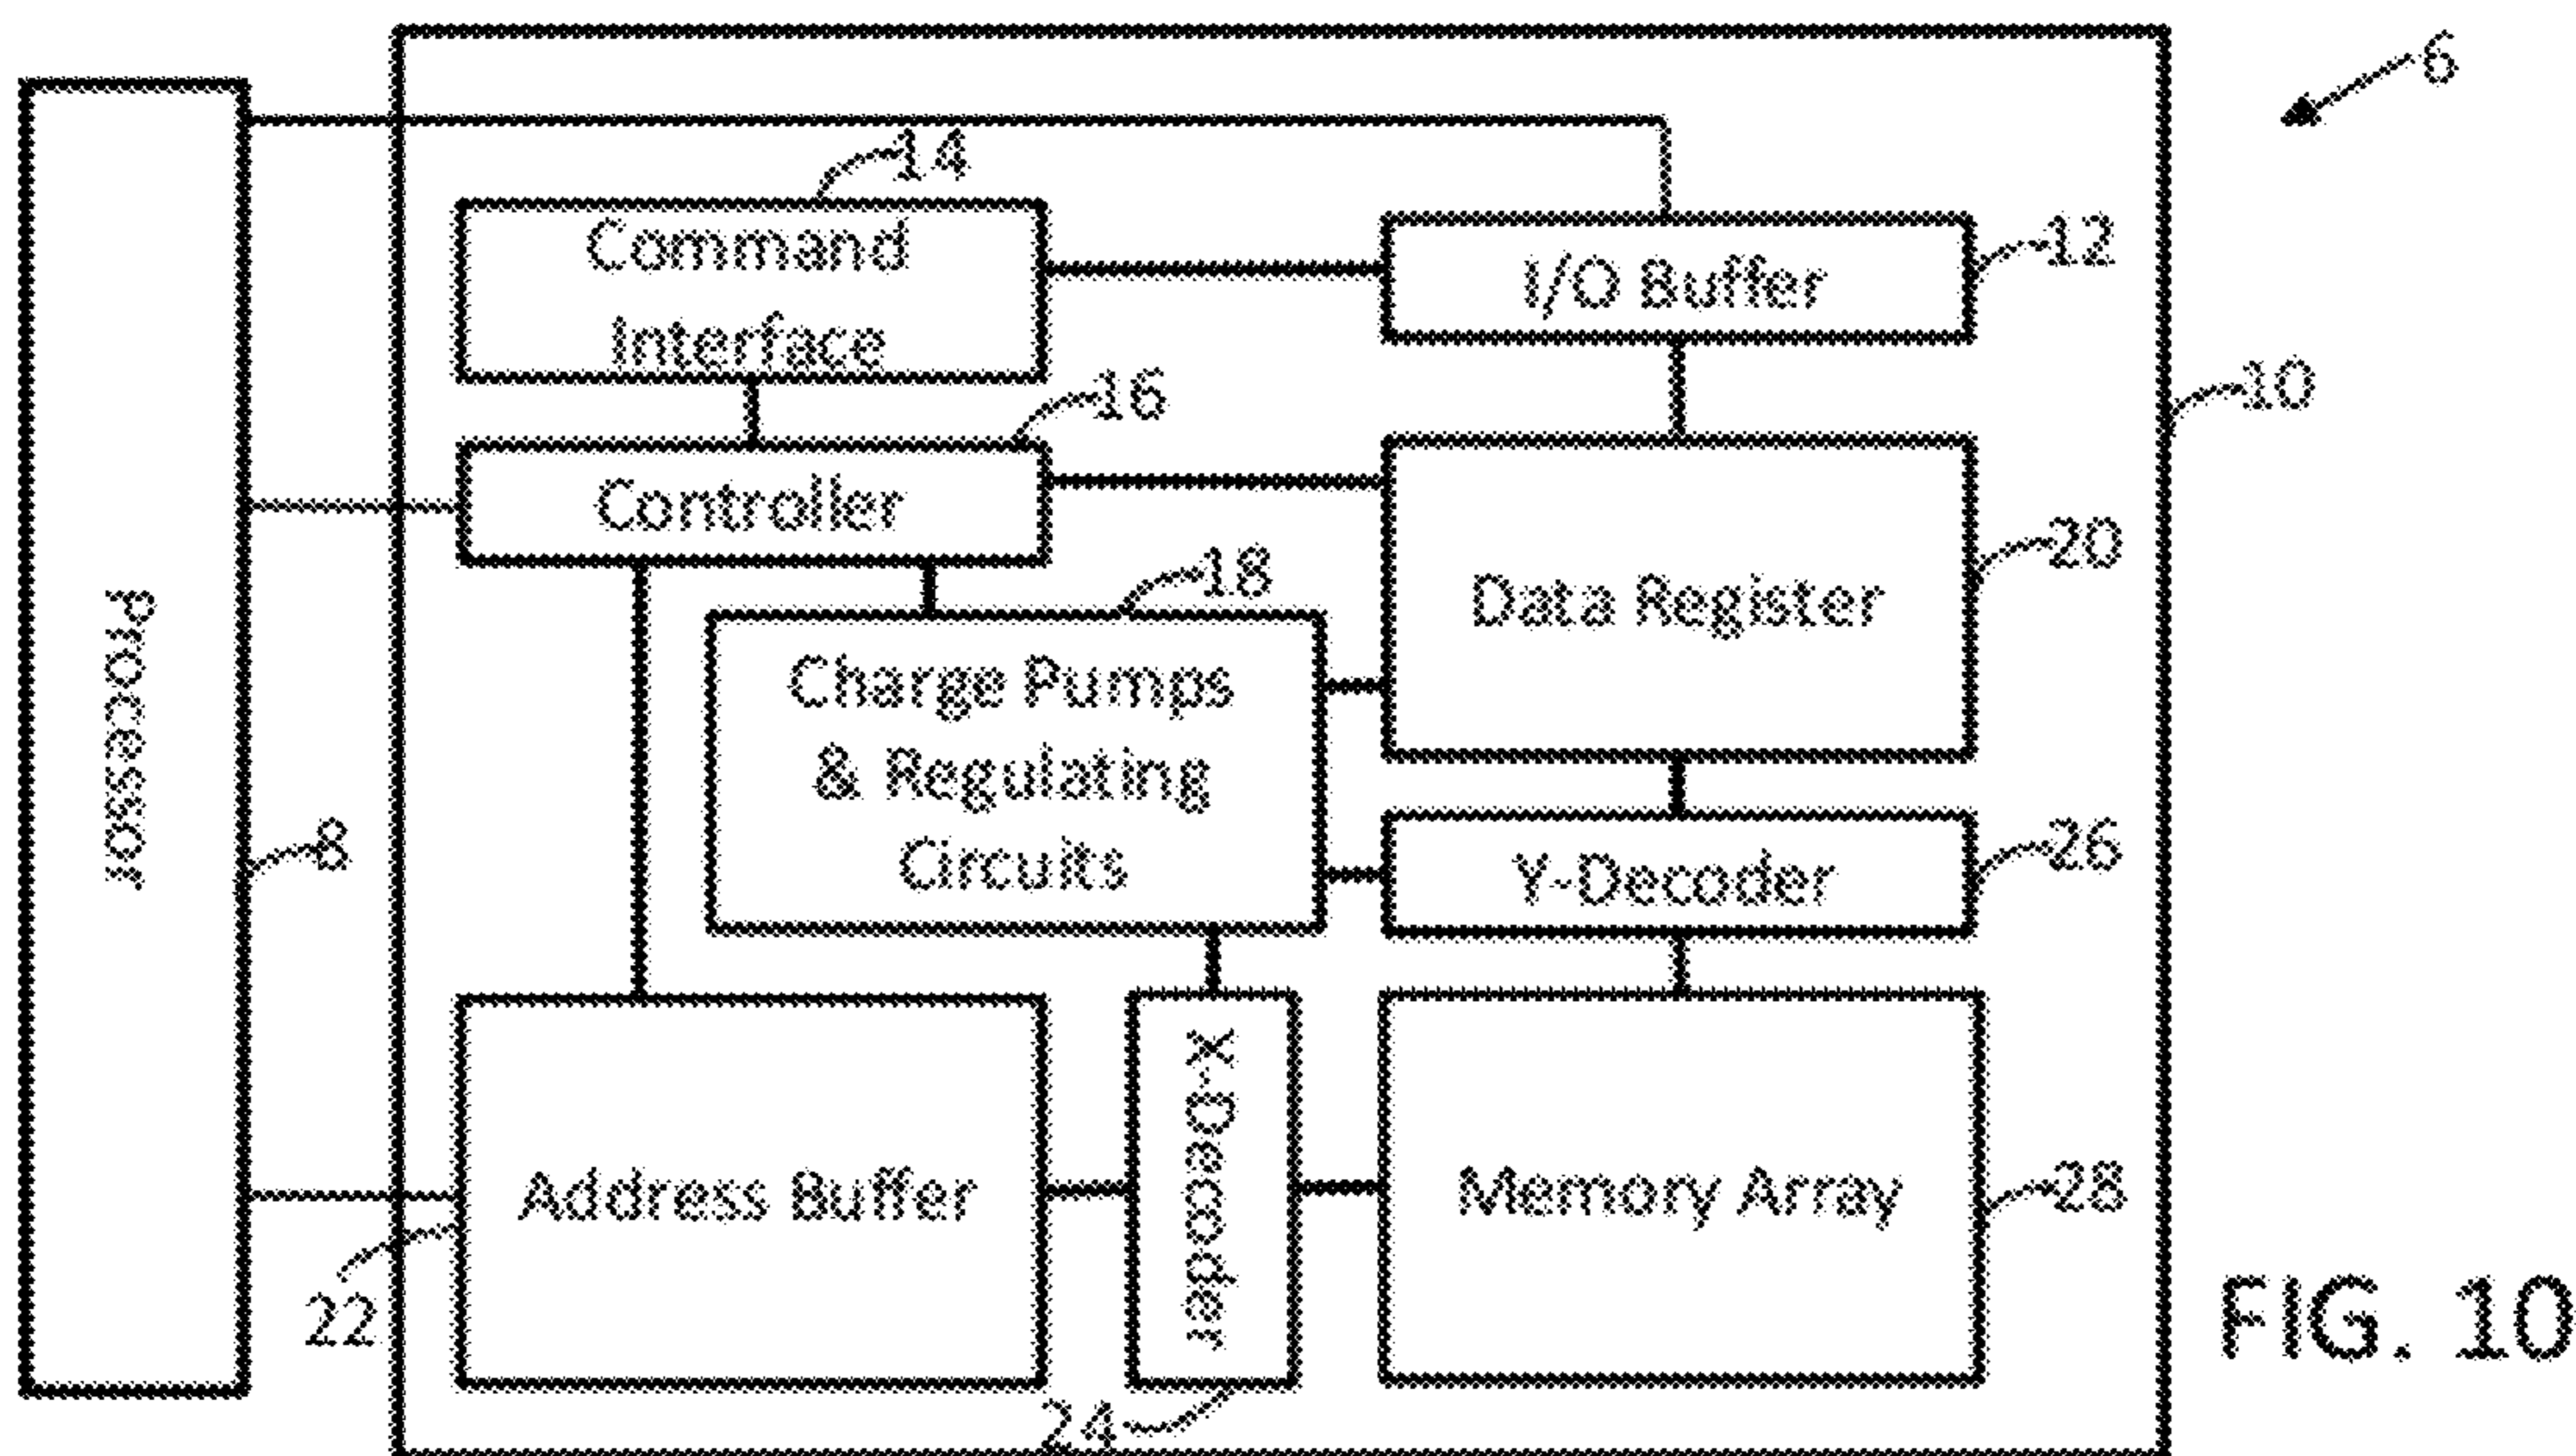 6
14
Command
Interface
12
I/O Buffer
10
16
Controller
20
Data Register
18
Charge Pumps
& Regulating
Circuits
Processor
8
26
Y-Decoder
22
Address Buffer
X-Decoder
24
Memory Array
28
FIG. 10